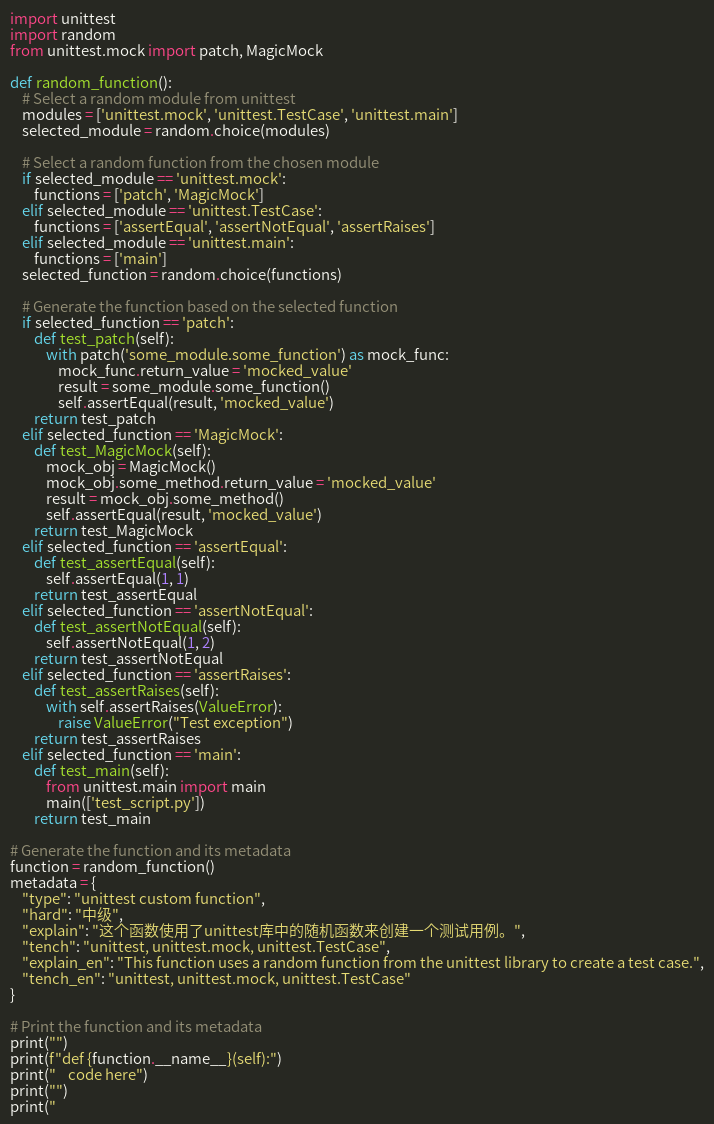 import unittest
import random
from unittest.mock import patch, MagicMock

def random_function():
    # Select a random module from unittest
    modules = ['unittest.mock', 'unittest.TestCase', 'unittest.main']
    selected_module = random.choice(modules)

    # Select a random function from the chosen module
    if selected_module == 'unittest.mock':
        functions = ['patch', 'MagicMock']
    elif selected_module == 'unittest.TestCase':
        functions = ['assertEqual', 'assertNotEqual', 'assertRaises']
    elif selected_module == 'unittest.main':
        functions = ['main']
    selected_function = random.choice(functions)

    # Generate the function based on the selected function
    if selected_function == 'patch':
        def test_patch(self):
            with patch('some_module.some_function') as mock_func:
                mock_func.return_value = 'mocked_value'
                result = some_module.some_function()
                self.assertEqual(result, 'mocked_value')
        return test_patch
    elif selected_function == 'MagicMock':
        def test_MagicMock(self):
            mock_obj = MagicMock()
            mock_obj.some_method.return_value = 'mocked_value'
            result = mock_obj.some_method()
            self.assertEqual(result, 'mocked_value')
        return test_MagicMock
    elif selected_function == 'assertEqual':
        def test_assertEqual(self):
            self.assertEqual(1, 1)
        return test_assertEqual
    elif selected_function == 'assertNotEqual':
        def test_assertNotEqual(self):
            self.assertNotEqual(1, 2)
        return test_assertNotEqual
    elif selected_function == 'assertRaises':
        def test_assertRaises(self):
            with self.assertRaises(ValueError):
                raise ValueError("Test exception")
        return test_assertRaises
    elif selected_function == 'main':
        def test_main(self):
            from unittest.main import main
            main(['test_script.py'])
        return test_main

# Generate the function and its metadata
function = random_function()
metadata = {
    "type": "unittest custom function",
    "hard": "中级",
    "explain": "这个函数使用了unittest库中的随机函数来创建一个测试用例。",
    "tench": "unittest, unittest.mock, unittest.TestCase",
    "explain_en": "This function uses a random function from the unittest library to create a test case.",
    "tench_en": "unittest, unittest.mock, unittest.TestCase"
}

# Print the function and its metadata
print("")
print(f"def {function.__name__}(self):")
print("    code here")
print("")
print("